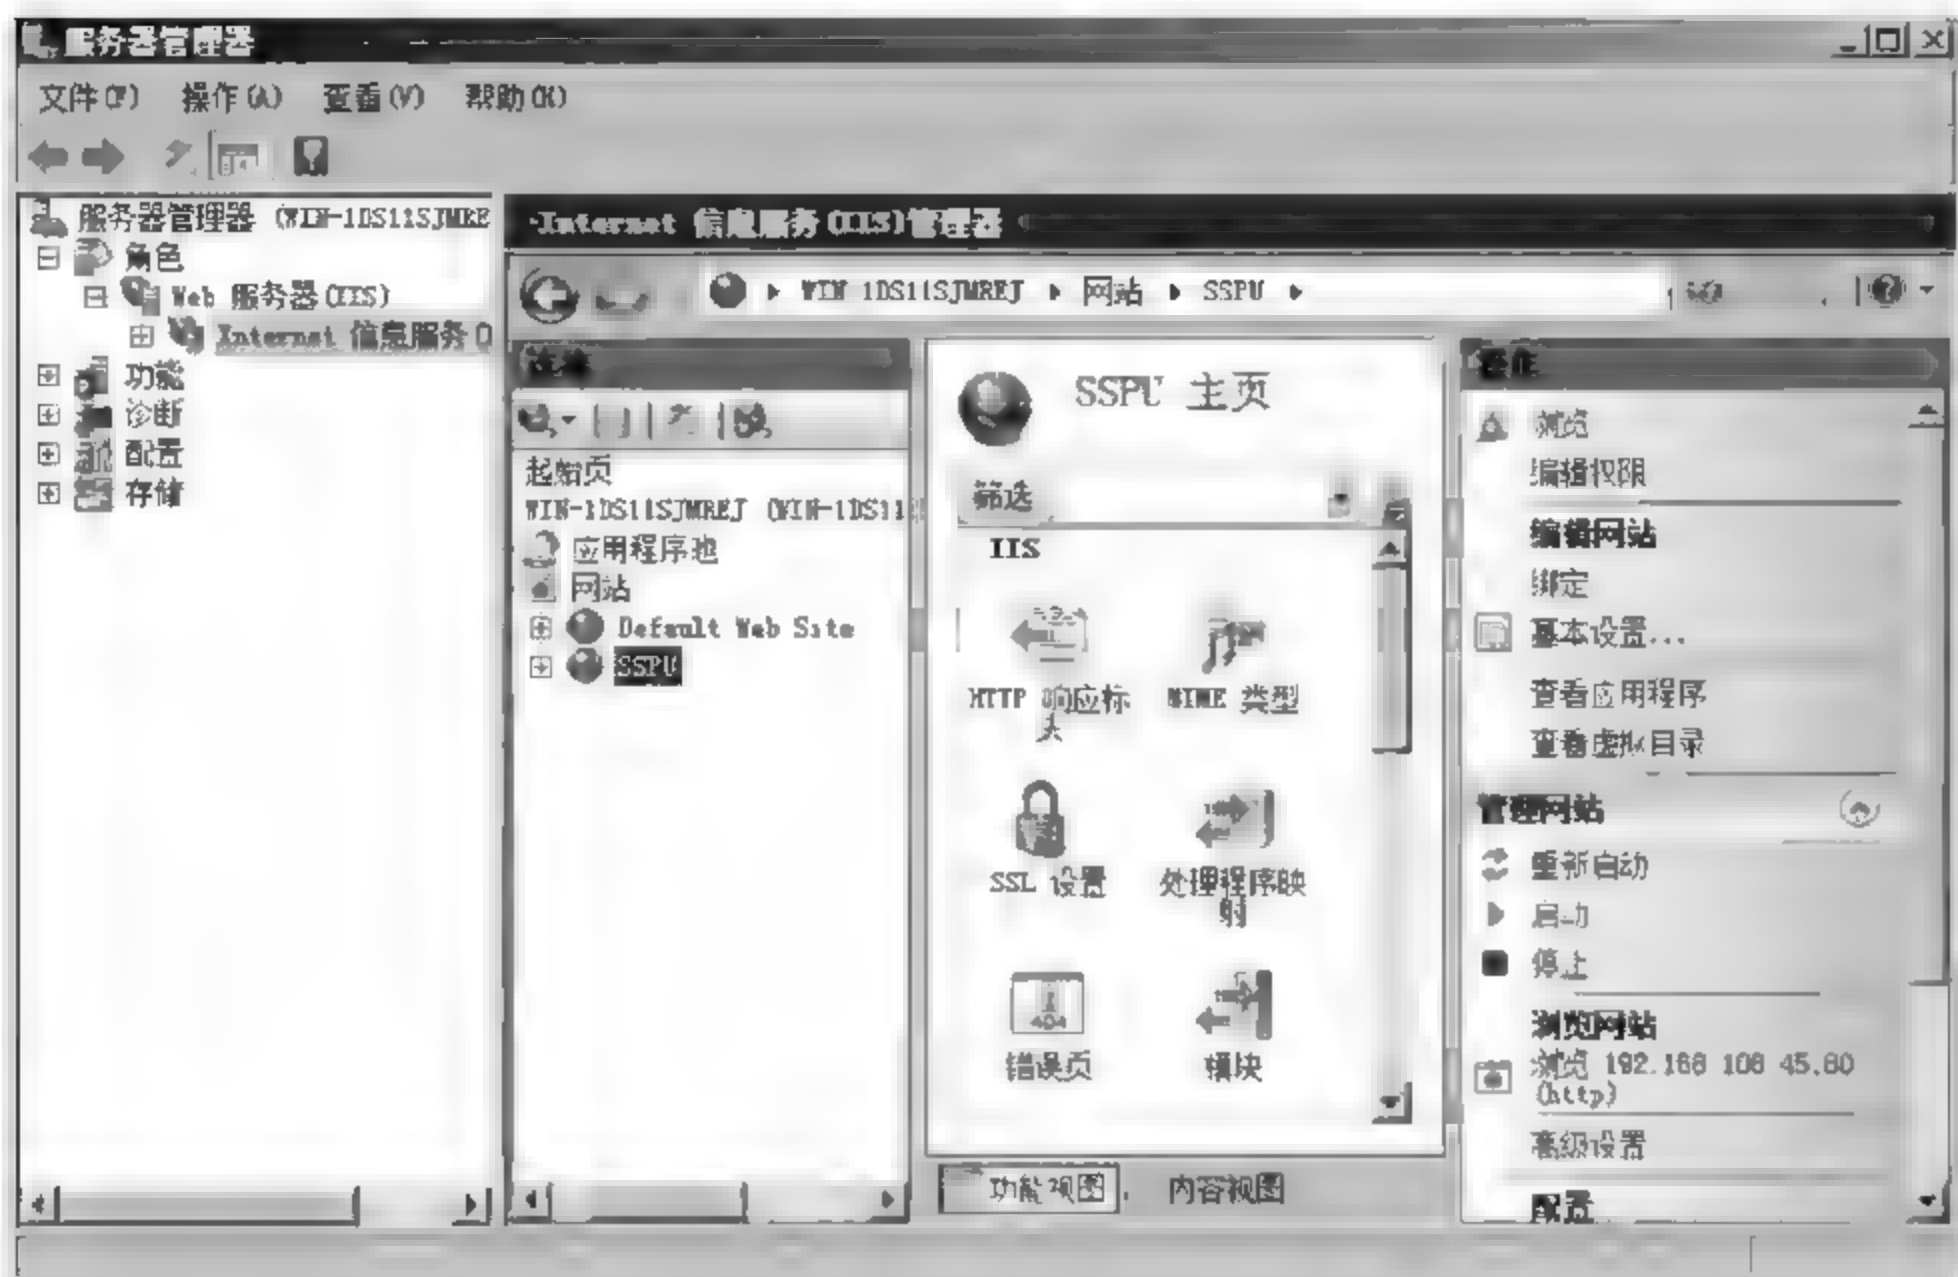 服务器管理器
文件(F) 操作(A) 查看(V) 帮助(H)
服务器管理器 (WIN-1DS11SJMRE
角色
Web 服务器(IIS)
Internet 信息服务(
功能
诊断
配置
存储
Internet 信息服务(IIS)管理器
WIN-1DS11SJMREJ 网站 SSPU
连接
起始页
WIN-1DS11SJMREJ (WIN-1DS11
应用程序池
网站
Default Web Site
SSPU
SSPU 主页
筛选
IIS
HTTP 响应标
头
MIME 类型
SSL 设置
处理程序映
射
404
错误页
模块
功能视图
内容视图
操作
浏览
编辑权限
编辑网站
绑定
基本设置...
查看应用程序
查看虚拟目录
管理网站
重新启动
启动
停止
浏览网站
浏览 192.168 108 45.80
(http)
高级设置
配置